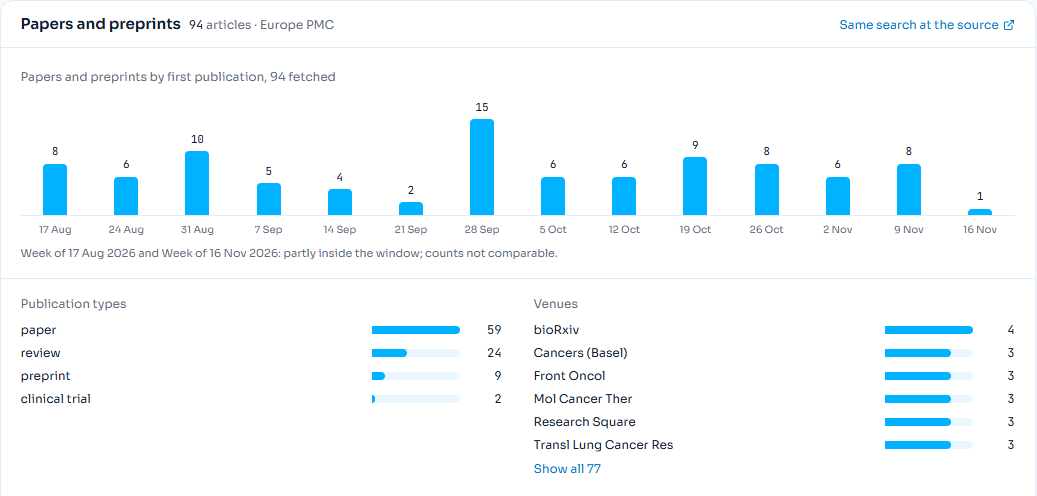 Papers and preprints 94 articles · Europe PMC
Same search at the source
Papers and preprints by first publication, 94 fetched
8 6 10 5 4 2 15 6 6 9 8 6 8 1
17 Aug 24 Aug 31 Aug 7 Sep 14 Sep 21 Sep 28 Sep 5 Oct 12 Oct 19 Oct 26 Oct 2 Nov 9 Nov 16 Nov
Week of 17 Aug 2026 and Week of 16 Nov 2026: partly inside the window; counts not comparable.
Publication types
paper 59
review 24
preprint 9
clinical trial 2
Venues
bioRxiv 4
Cancers (Basel) 3
Front Oncol 3
Mol Cancer Ther 3
Research Square 3
Transl Lung Cancer Res 3
Show all 77